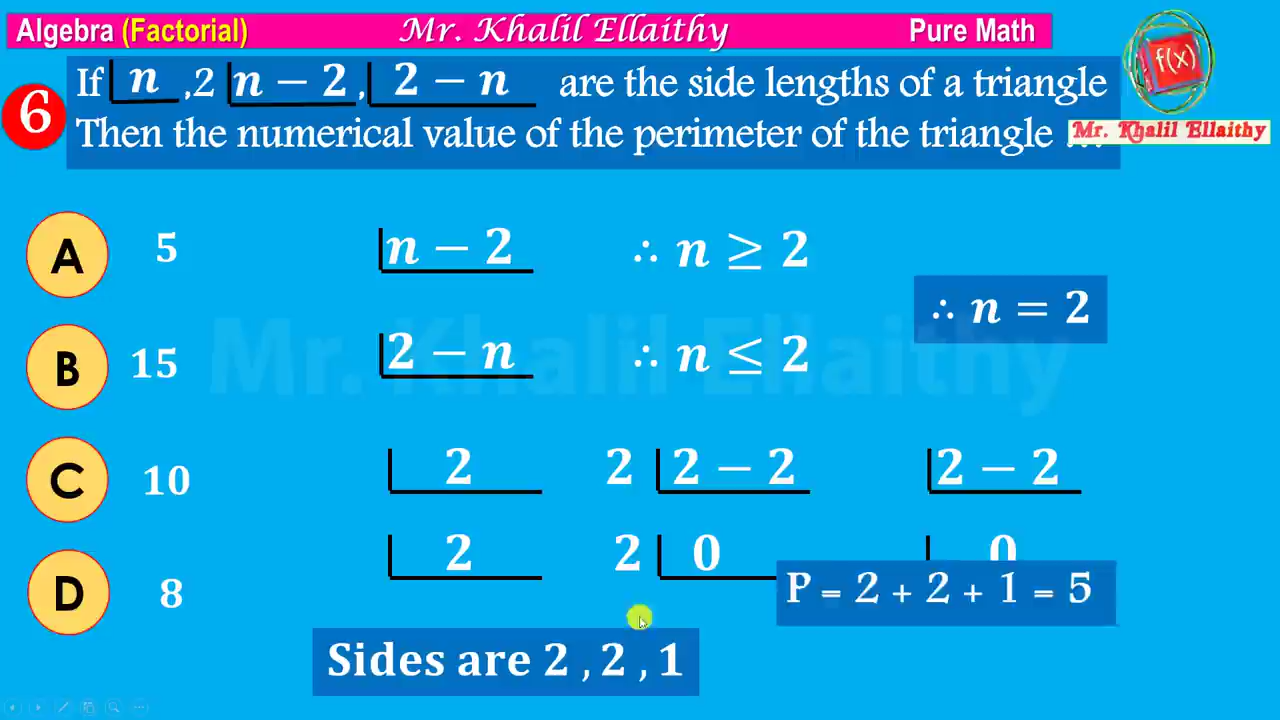 Algebra (Factorial) Mr. Khalil Ellaithy Pure Math
f(x)
Mr. Khalil Ellaithy
6 If n ,2 n − 2 , 2 − n are the side lengths of a triangle
Then the numerical value of the perimeter of the triangle ...
A 5 n − 2 ∴ n ≥ 2
∴ n = 2
B 15 2 − n ∴ n ≤ 2
Mr. Khalil Ellaithy
C 10 2 2 2 − 2 2 − 2
2 2 0 0
D 8 P = 2 + 2 + 1 = 5
Sides are 2 , 2 , 1